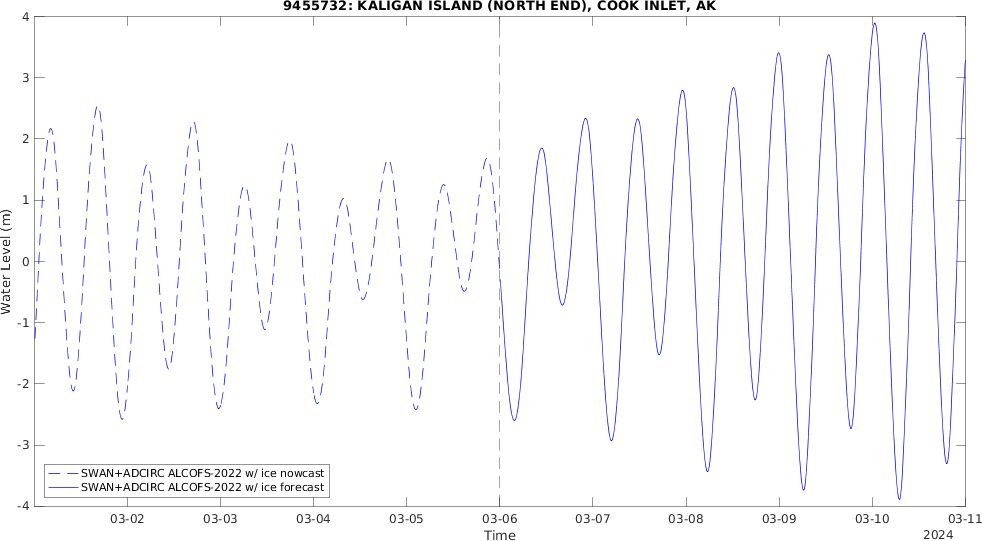 9455732: KALIGAN ISLAND (NORTH END), COOK INLET, AK
4
3
2
1
0
-1
-2
-3
-4
Water Level (m)
SWAN+ADCIRC ALCOFS-2022 w/ ice nowcast
SWAN+ADCIRC ALCOFS-2022 w/ ice forecast
03-02 03-03 03-04 03-05 03-06 03-07 03-08 03-09 03-10 03-11
Time
2024